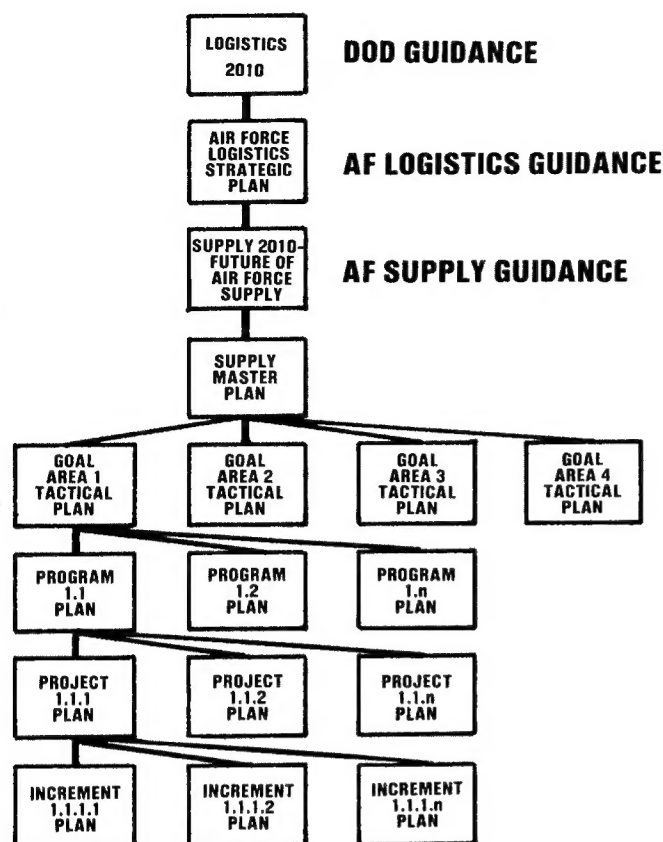 LOGISTICS
2010
DOD GUIDANCE
AIR FORCE
LOGISTICS
STRATEGIC
PLAN
AF LOGISTICS GUIDANCE
SUPPLY 2010-
FUTURE OF
AIR FORCE
SUPPLY
AF SUPPLY GUIDANCE
SUPPLY
MASTER
PLAN
GOAL
AREA 1
TACTICAL
PLAN
GOAL
AREA 2
TACTICAL
PLAN
GOAL
AREA 3
TACTICAL
PLAN
GOAL
AREA 4
TACTICAL
PLAN
PROGRAM
1.1
PLAN
PROGRAM
1.2
PLAN
PROGRAM
1.n
PLAN
PROJECT
1.1.1
PLAN
PROJECT
1.1.2
PLAN
PROJECT
1.1.n
PLAN
INCREMENT
1.1.1.1
PLAN
INCREMENT
1.1.1.2
PLAN
INCREMENT
1.1.1.n
PLAN